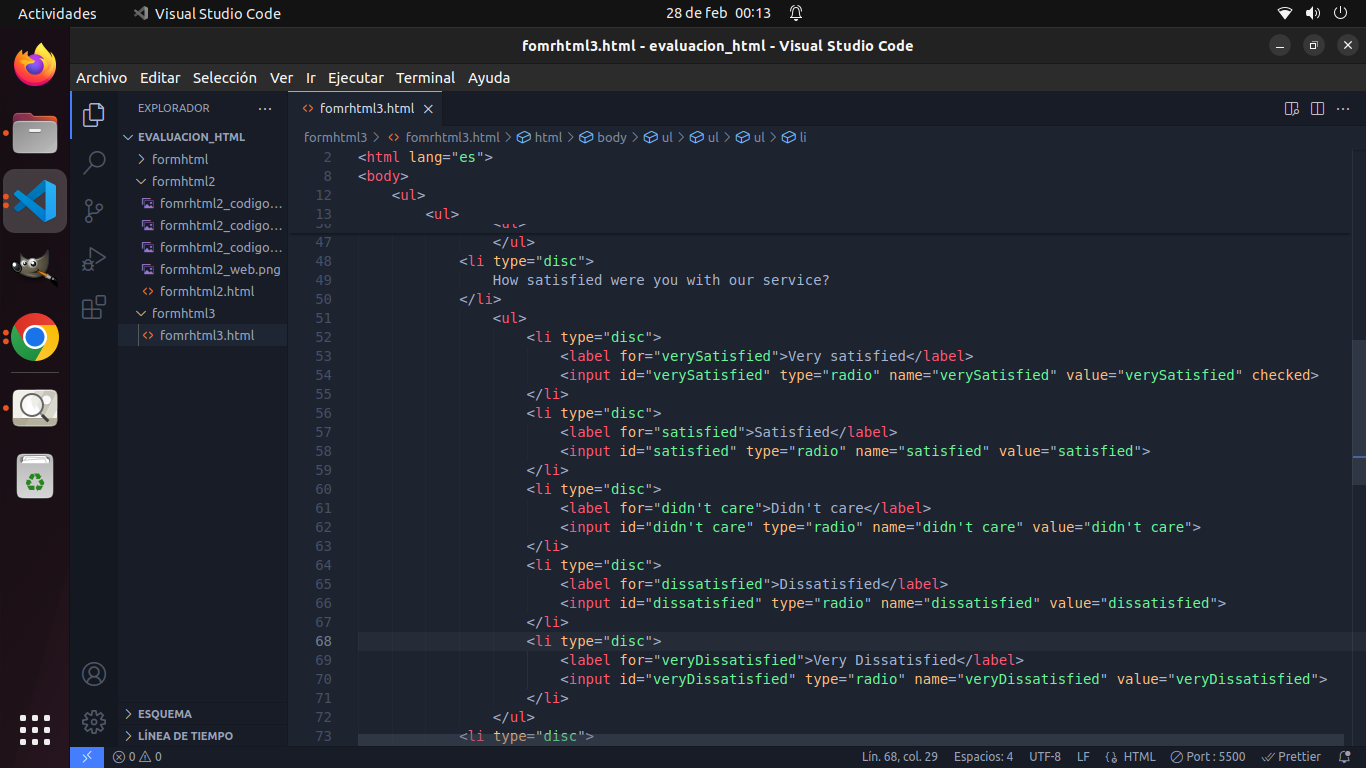 Actividades
Visual Studio Code
28 de feb 00:13
fomrhtml3.html - evaluacion_html - Visual Studio Code
Archivo Editar Selección Ver Ir Ejecutar Terminal Ayuda
EXPLORADOR
fomrhtml3.html
EVALUACION_HTML
formhtml
formhtml2
fomrhtml2_codigo...
formhtml2_codigo...
formhtml2_codigo...
formhtml2_web.png
formhtml2.html
formhtml3
fomrhtml3.html
ESQUEMA
LÍNEA DE TIEMPO
formhtml3 > fomrhtml3.html > html > body > ul > ul > ul > li
2 <html lang="es">
8 <body>
12 <ul>
13 <ul>
47 </ul>
48 <li type="disc">
49 How satisfied were you with our service?
50 </li>
51 <ul>
52 <li type="disc">
53 <label for="verySatisfied">Very satisfied</label>
54 <input id="verySatisfied" type="radio" name="verySatisfied" value="verySatisfied" checked>
55 </li>
56 <li type="disc">
57 <label for="satisfied">Satisfied</label>
58 <input id="satisfied" type="radio" name="satisfied" value="satisfied">
59 </li>
60 <li type="disc">
61 <label for="didn't care">Didn't care</label>
62 <input id="didn't care" type="radio" name="didn't care" value="didn't care">
63 </li>
64 <li type="disc">
65 <label for="dissatisfied">Dissatisfied</label>
66 <input id="dissatisfied" type="radio" name="dissatisfied" value="dissatisfied">
67 </li>
68 <li type="disc">
69 <label for="veryDissatisfied">Very Dissatisfied</label>
70 <input id="veryDissatisfied" type="radio" name="veryDissatisfied" value="veryDissatisfied">
71 </li>
72 </ul>
73 <li type="disc">
0 0
Lín. 68, col. 29
Espacios: 4
UTF-8
LF
HTML
Port : 5500
Prettier